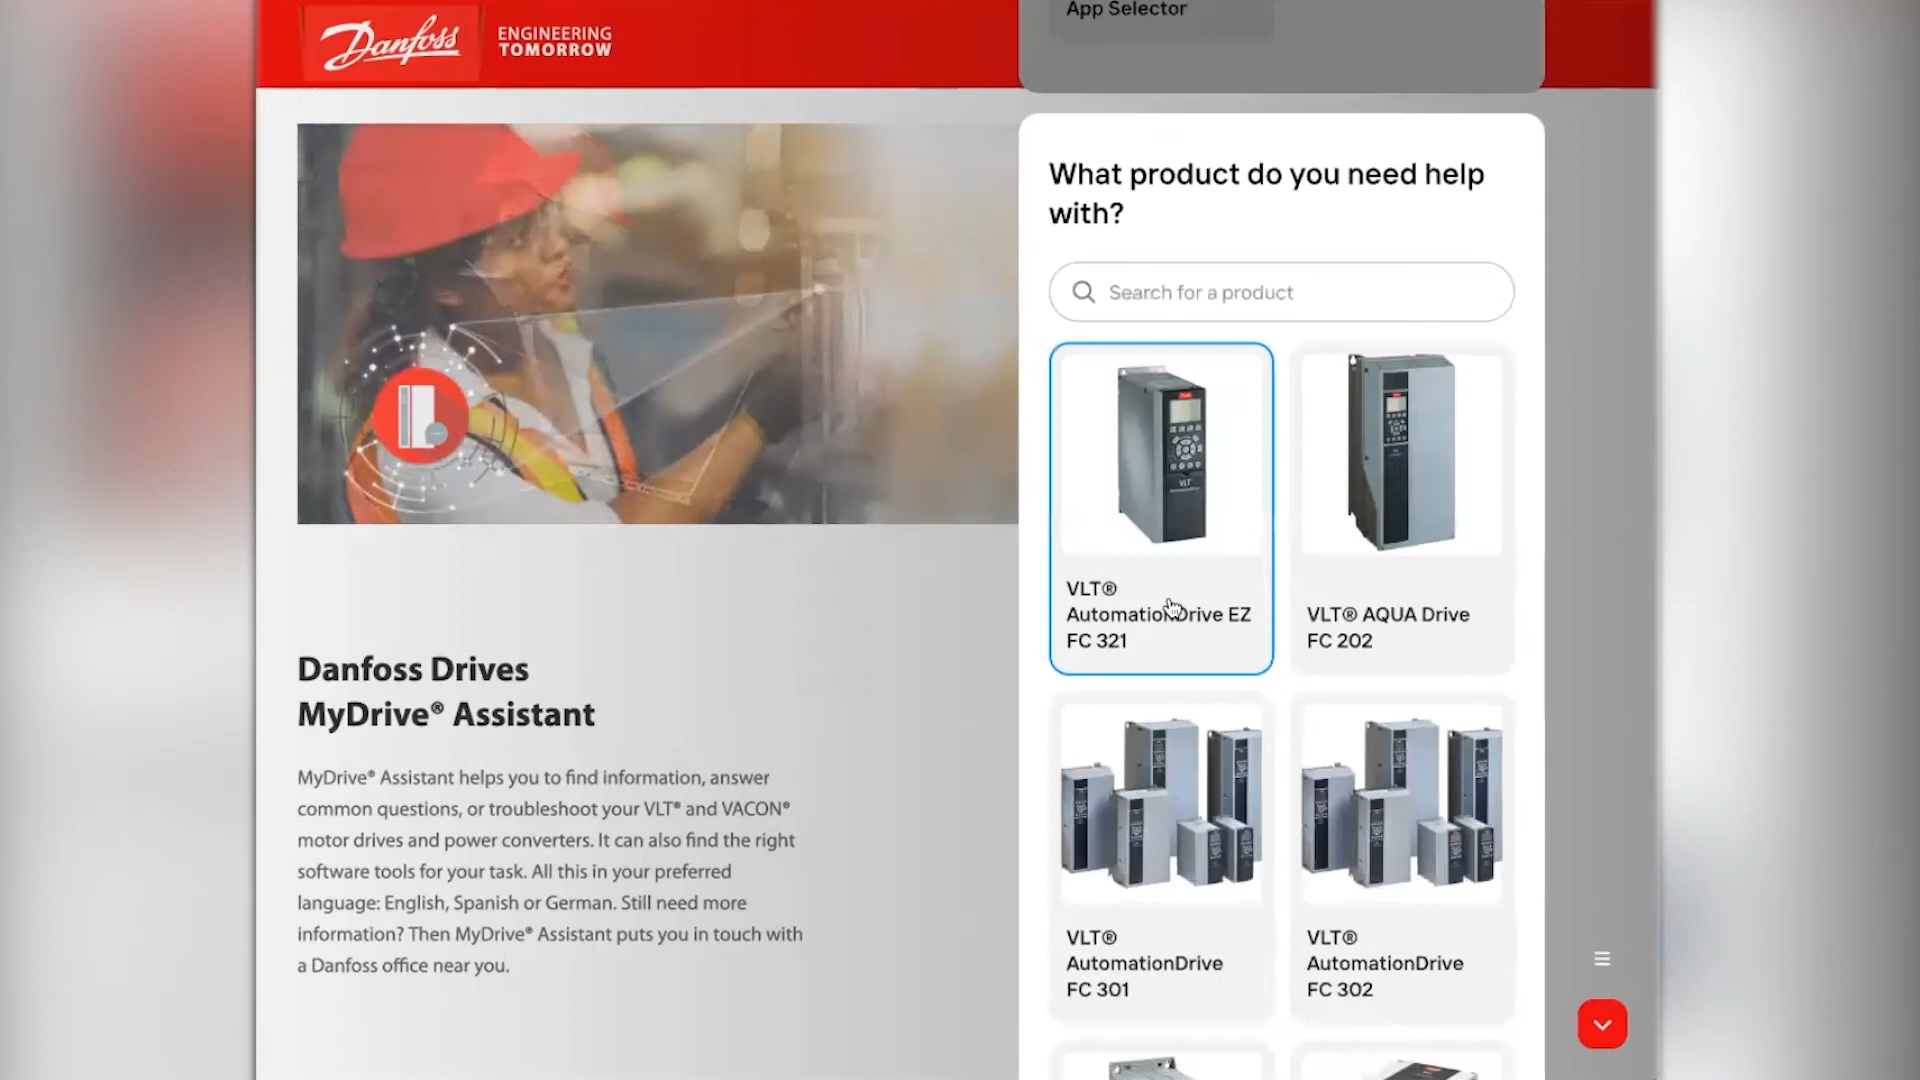 Danfoss
ENGINEERING
TOMORROW
App Selector
What product do you need help
with?
Search for a product
VLT®
AutomationDrive EZ
FC 321
VLT® AQUA Drive
FC 202
VLT®
AutomationDrive
FC 301
VLT®
AutomationDrive
FC 302
Danfoss Drives
MyDrive® Assistant
MyDrive® Assistant helps you to find information, answer
common questions, or troubleshoot your VLT® and VACON®
motor drives and power converters. It can also find the right
software tools for your task. All this in your preferred
language: English, Spanish or German. Still need more
information? Then MyDrive® Assistant puts you in touch with
a Danfoss office near you.